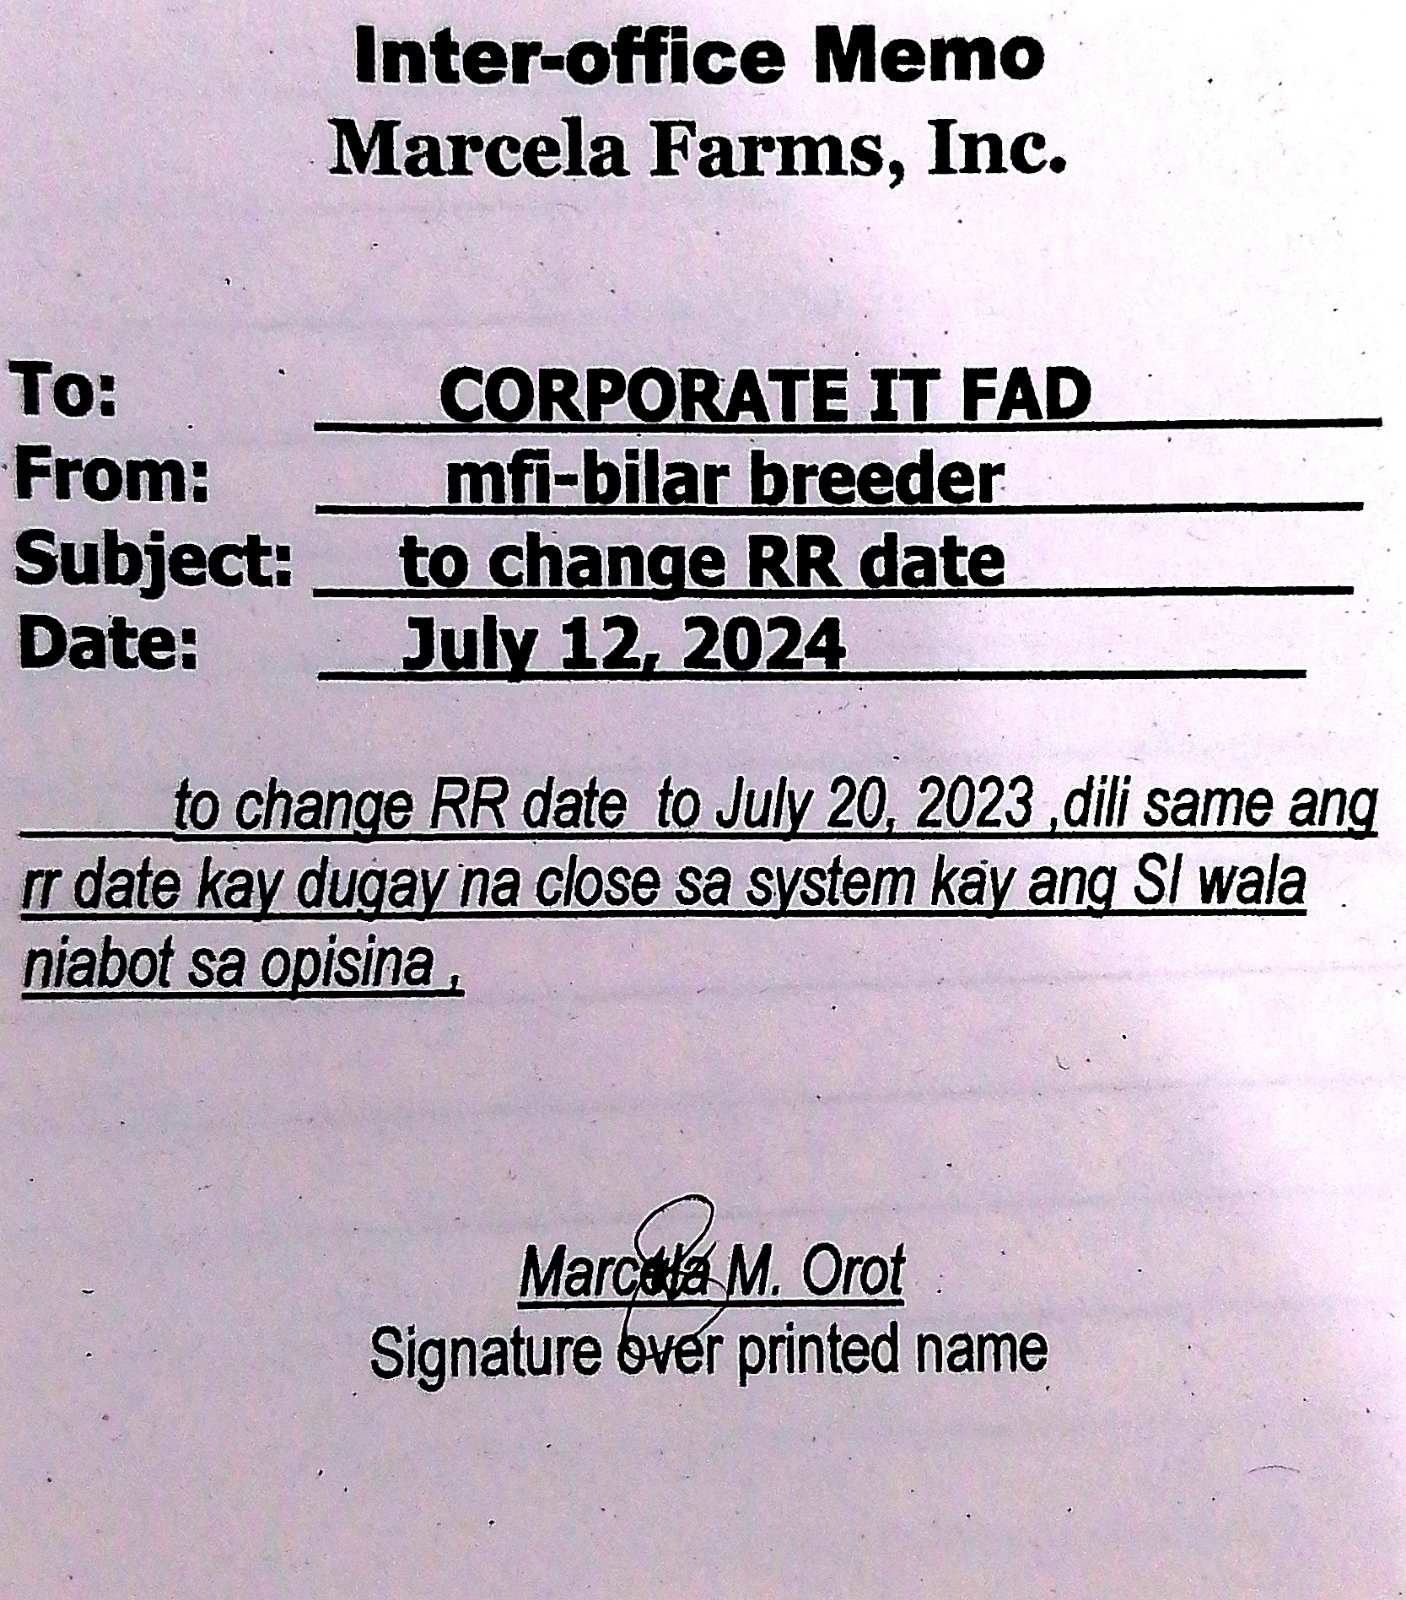 Inter-office Memo
Marcela Farms, Inc.
To: CORPORATE IT FAD
From: mfi-bilar breeder
Subject: to change RR date
Date: July 12, 2024
to change RR date to July 20, 2023 ,dili same ang
rr date kay dugay na close sa system kay ang SI wala
niabot sa opisina ,
Marcela M. Orot
Signature over printed name